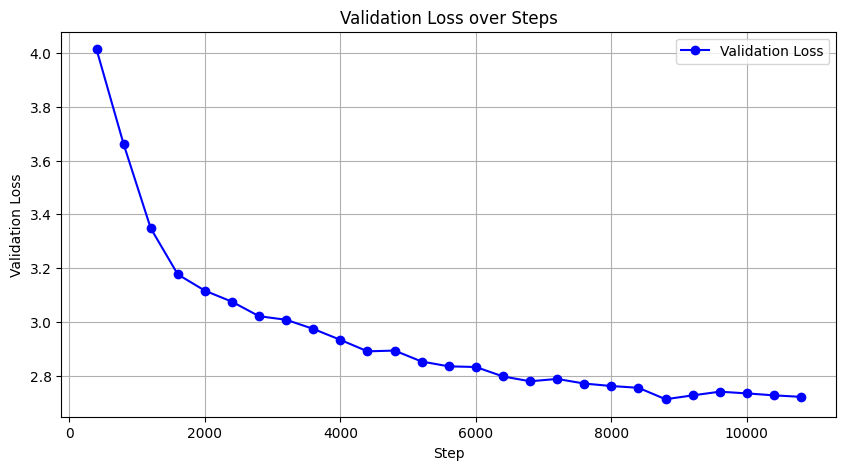 Validation Loss over Steps
Validation Loss
4.0
3.8
3.6
3.4
3.2
3.0
2.8
Validation Loss
0 2000 4000 6000 8000 10000
Step